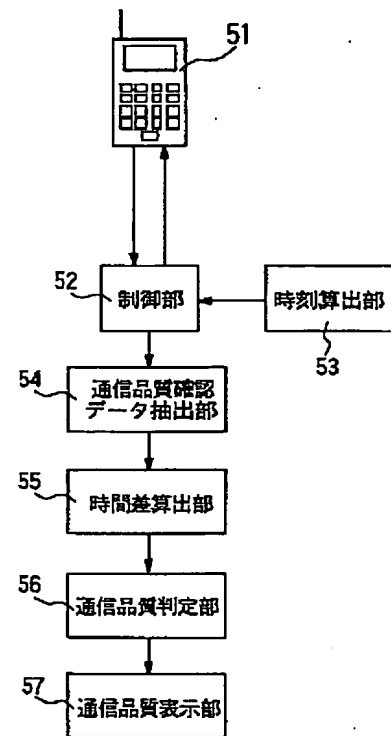 51
52
制御部
時刻算出部
53
54
通信品質確認
データ抽出部
55
時間差算出部
56
通信品質判定部
57
通信品質表示部